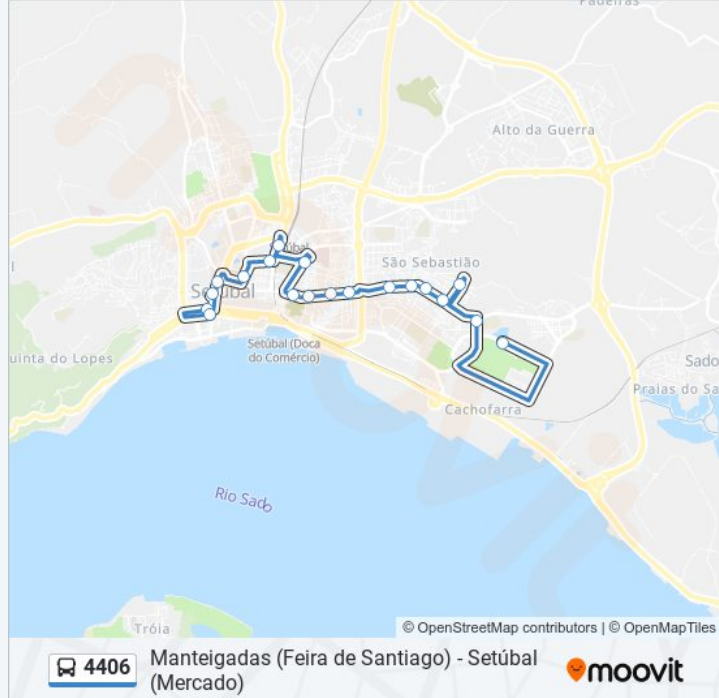 Padeiras
Alto da Guerra
São Sebastião
Setúbal
Setúbal
Quinta do Lopes
Setúbal (Doca
do Comércio)
Sado
Praias do Sa
Cachofarra
Rio Sado
Tróia
© OpenStreetMap contributors | © OpenMapTiles
4406
Manteigadas (Feira de Santiago) - Setúbal
(Mercado)
moovit